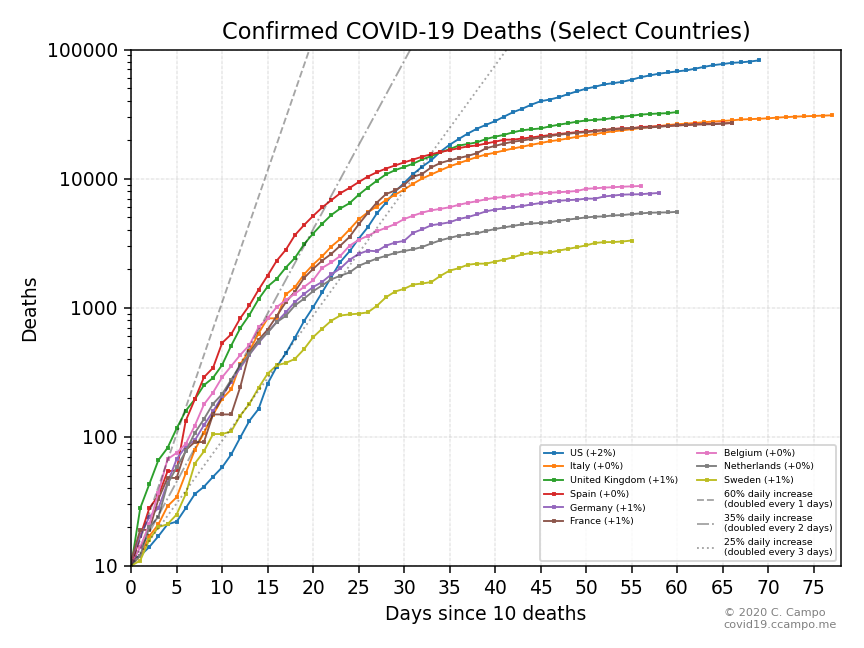 Confirmed COVID-19 Deaths (Select Countries)
100000
10000
1000
100
10
Deaths
0 5 10 15 20 25 30 35 40 45 50 55 60 65 70 75
Days since 10 deaths
US (+2%)
Italy (+0%)
United Kingdom (+1%)
Spain (+0%)
Germany (+1%)
France (+1%)
Belgium (+0%)
Netherlands (+0%)
Sweden (+1%)
60% daily increase
(doubled every 1 days)
35% daily increase
(doubled every 2 days)
25% daily increase
(doubled every 3 days)
© 2020 C. Campo
covid19.ccampo.me